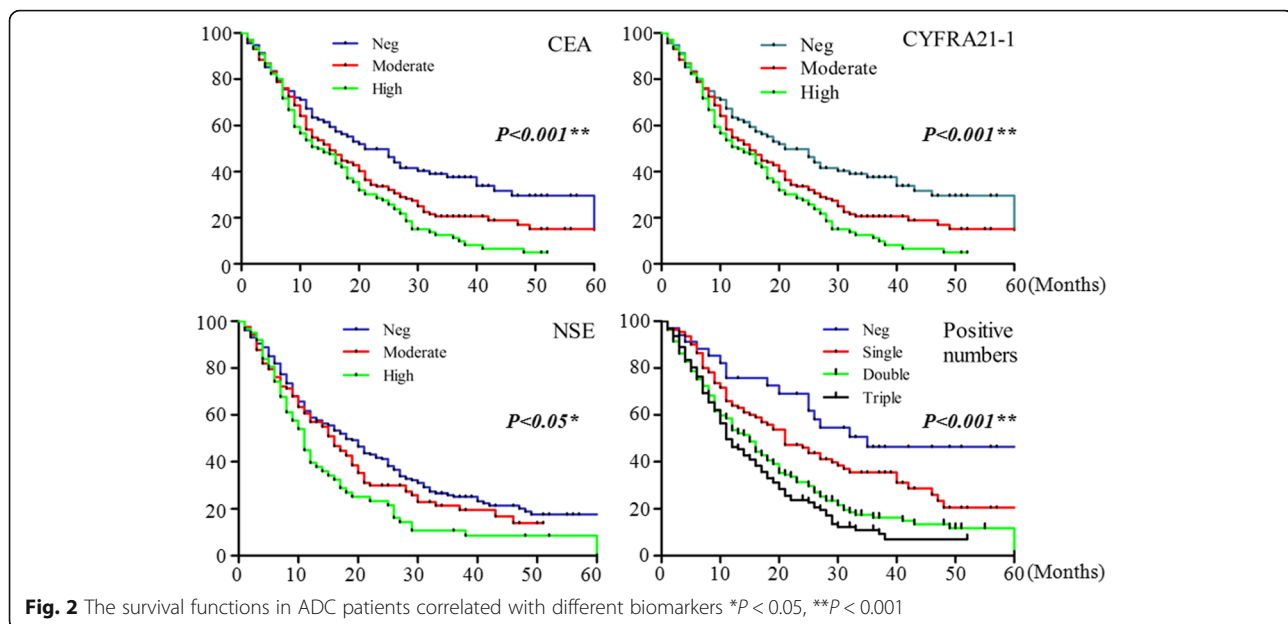 CEA
Neg
Moderate
High
P<0.001**
100
80
60
40
20
0
0 10 20 30 40 50 60
CYFRA21-1
Neg
Moderate
High
P<0.001**
100
80
60
40
20
0
0 10 20 30 40 50 60 (Months)
NSE
Neg
Moderate
High
P<0.05*
100
80
60
40
20
0
0 10 20 30 40 50 60
Positive
numbers
Neg
Single
Double
Triple
P<0.001**
100
80
60
40
20
0
0 10 20 30 40 50 60 (Months)
Fig. 2 The survival functions in ADC patients correlated with different biomarkers *P < 0.05, **P < 0.001